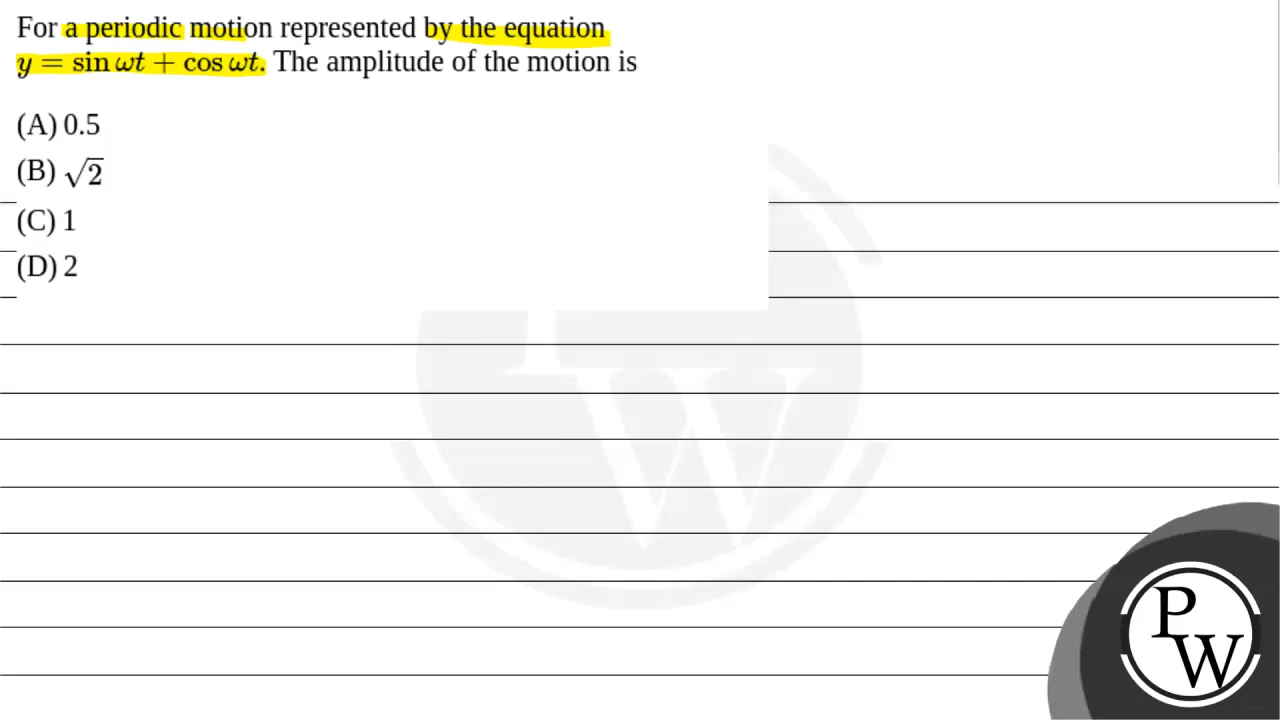 For a periodic motion represented by the equation
y = sin ωt + cos ωt. The amplitude of the motion is
(A) 0.5
(B) √2
(C) 1
(D) 2
W
P
W